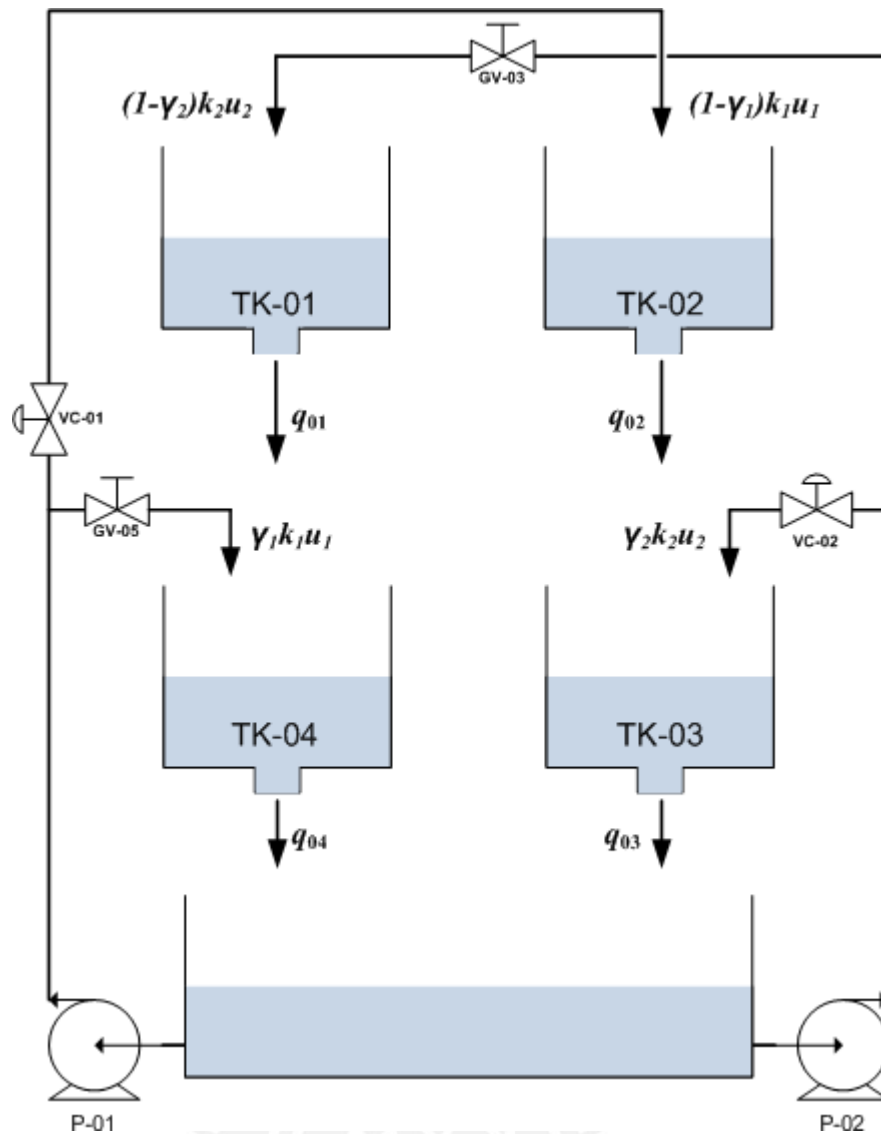 GV-03
(1-γ₂)k₂u₂
(1-γ₁)k₁u₁
TK-01
TK-02
VC-01
q₀₁
q₀₂
GV-05
γ₁k₁u₁
γ₂k₂u₂
VC-02
TK-04
TK-03
q₀₄
q₀₃
P-01
P-02